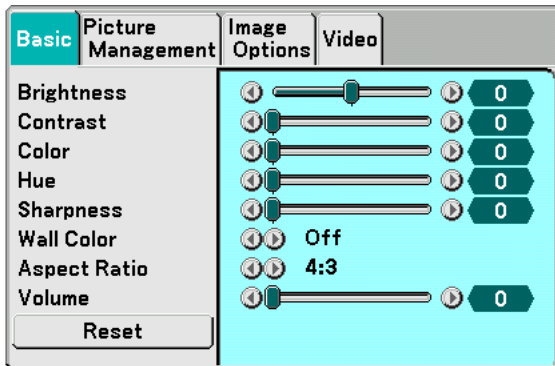 Basic
Picture
Management
Image
Options
Video
Brightness 0
Contrast 0
Color 0
Hue 0
Sharpness 0
Wall Color Off
Aspect Ratio 4:3
Volume 0
Reset